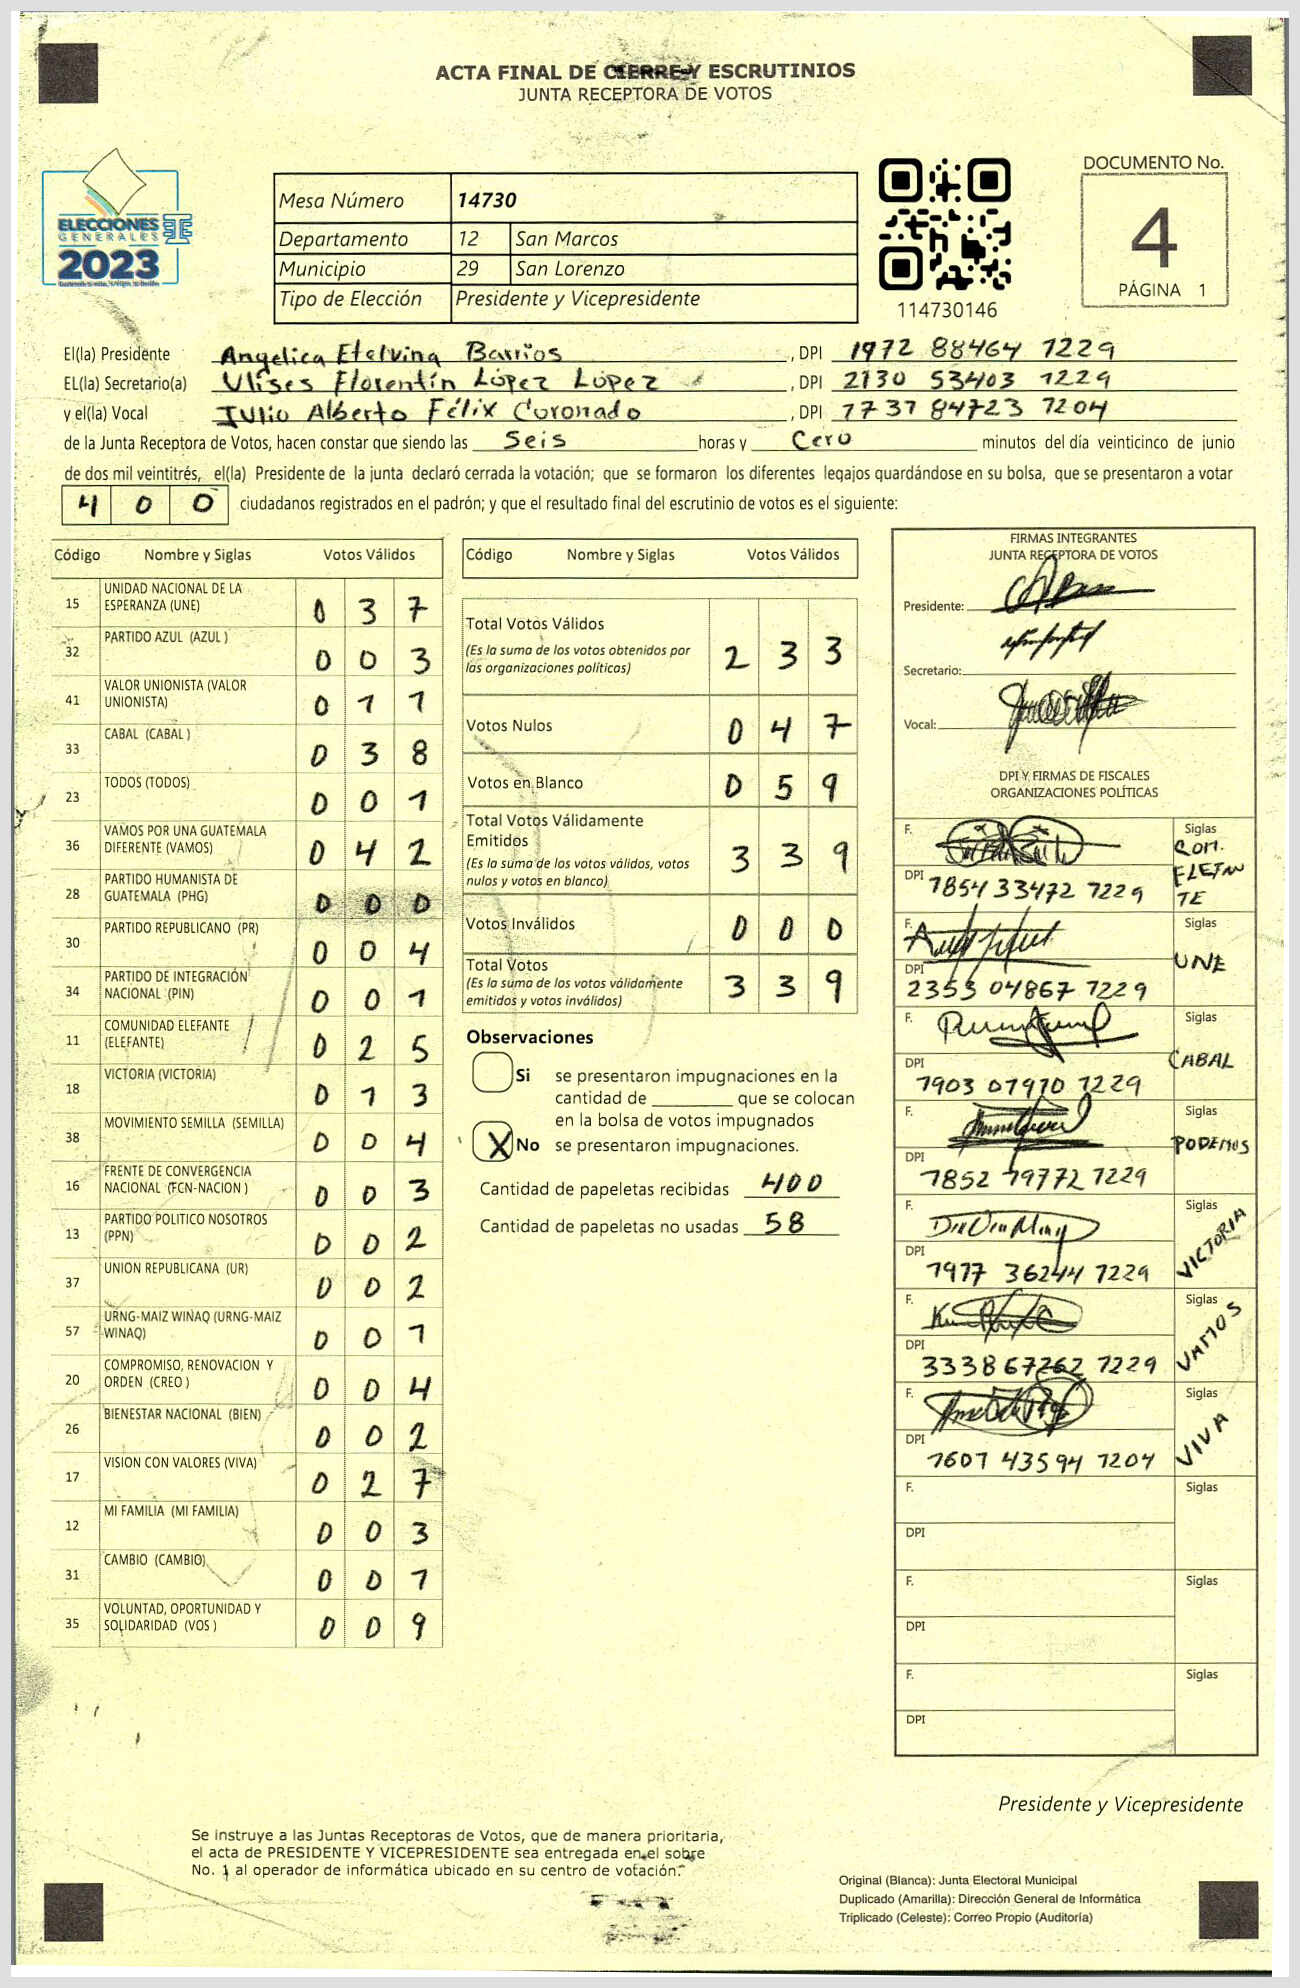 ACTA FINAL DE CIERRE Y ESCRUTINIOS
JUNTA RECEPTORA DE VOTOS
ELECCIONES
GENERALES
2023
Mesa Número 14730
Departamento 12 San Marcos
Municipio 29 San Lorenzo
Tipo de Elección Presidente y Vicepresidente
114730146
DOCUMENTO No.
4
PÁGINA 1
El(la) Presidente Angelica Etelvina Barrios, DPI 1972 88464 1229
EL(la) Secretario(a) Ulises Florentín López López, DPI 2130 53403 1229
y el(la) Vocal Julio Alberto Félix Coronado, DPI 1737 84723 1204
de la Junta Receptora de Votos, hacen constar que siendo las Seis horas y Cero minutos del día veinticinco de junio
de dos mil veintitrés, el(la) Presidente de la junta declaró cerrada la votación; que se formaron los diferentes legajos quardándose en su bolsa, que se presentaron a votar
4 0 0 ciudadanos registrados en el padrón; y que el resultado final del escrutinio de votos es el siguiente:
Código Nombre y Siglas Votos Válidos
15 UNIDAD NACIONAL DE LA ESPERANZA (UNE) 0 3 7
32 PARTIDO AZUL (AZUL ) 0 0 3
41 VALOR UNIONISTA (VALOR UNIONISTA) 0 1 1
33 CABAL (CABAL ) 0 3 8
23 TODOS (TODOS) 0 0 1
36 VAMOS POR UNA GUATEMALA DIFERENTE (VAMOS) 0 4 2
28 PARTIDO HUMANISTA DE GUATEMALA (PHG) 0 0 0
30 PARTIDO REPUBLICANO (PR) 0 0 4
34 PARTIDO DE INTEGRACIÓN NACIONAL (PIN) 0 0 1
11 COMUNIDAD ELEFANTE (ELEFANTE) 0 2 5
18 VICTORIA (VICTORIA) 0 1 3
38 MOVIMIENTO SEMILLA (SEMILLA) 0 0 4
16 FRENTE DE CONVERGENCIA NACIONAL (FCN-NACION ) 0 0 3
13 PARTIDO POLITICO NOSOTROS (PPN) 0 0 2
37 UNION REPUBLICANA (UR) 0 0 2
57 URNG-MAIZ WINAQ (URNG-MAIZ WINAQ) 0 0 1
20 COMPROMISO, RENOVACION Y ORDEN (CREO ) 0 0 4
26 BIENESTAR NACIONAL (BIEN) 0 0 2
17 VISION CON VALORES (VIVA) 0 2 7
12 MI FAMILIA (MI FAMILIA) 0 0 3
31 CAMBIO (CAMBIO) 0 0 1
35 VOLUNTAD, OPORTUNIDAD Y SOLIDARIDAD (VOS ) 0 0 9
Código Nombre y Siglas Votos Válidos
Total Votos Válidos 2 3 3
(Es la suma de los votos obtenidos por
las organizaciones políticas)
Votos Nulos 0 4 7
Votos en Blanco 0 5 9
Total Votos Válidamente
Emitidos 3 3 9
(Es la suma de los votos válidos, votos
nulos y votos en blanco)
Votos Inválidos 0 0 0
Total Votos 3 3 9
(Es la suma de los votos válidamente
emitidos y votos inválidos)
Observaciones
Si se presentaron impugnaciones en la
cantidad de que se colocan
en la bolsa de votos impugnados
X No se presentaron impugnaciones.
Cantidad de papeletas recibidas 400
Cantidad de papeletas no usadas 58
FIRMAS INTEGRANTES
JUNTA RECEPTORA DE VOTOS
Presidente:
Secretario:
Vocal:
DPI Y FIRMAS DE FISCALES
ORGANIZACIONES POLÍTICAS
F. Siglas
DPI 1854 33472 1229
F. Siglas UNE
DPI 2353 04867 1229
F. Siglas CABAL
DPI 1903 07970 1229
F. Siglas PODEMOS
DPI 1852 19772 1229
F. Siglas VICTORIA
DPI 1977 36244 1229
F. Siglas VAMOS
DPI 3338 67262 1229
F. Siglas VIVA
DPI 1607 43594 1204
F. Siglas
DPI
F. Siglas
DPI
F. Siglas
DPI
Presidente y Vicepresidente
Se instruye a las Juntas Receptoras de Votos, que de manera prioritaria,
el acta de PRESIDENTE Y VICEPRESIDENTE sea entregada en el sobre
No. 1 al operador de informática ubicado en su centro de votación.
Original (Blanca): Junta Electoral Municipal
Duplicado (Amarilla): Dirección General de Informática
Triplicado (Celeste): Correo Propio (Auditoría)